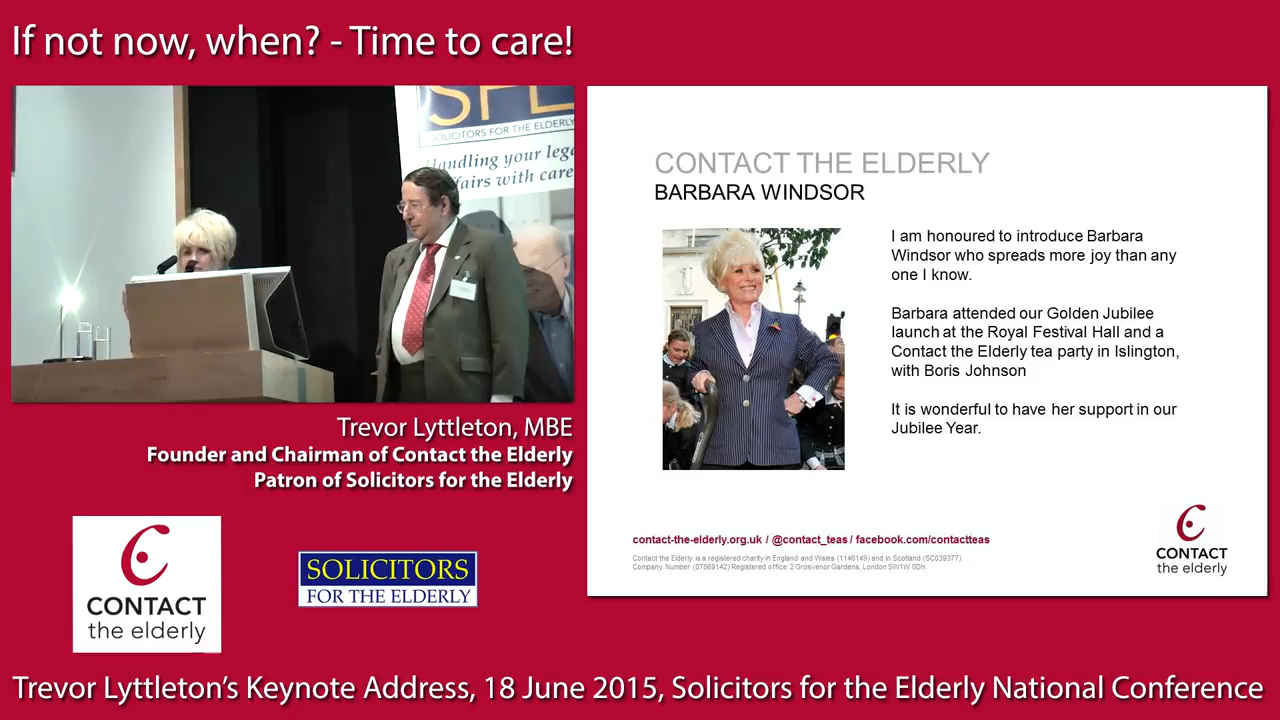 If not now, when? - Time to care!
SFE
SOLICITORS FOR THE ELDERLY
Handling your lega
ffairs with care
CONTACT THE ELDERLY
BARBARA WINDSOR
I am honoured to introduce Barbara
Windsor who spreads more joy than any
one I know.
Barbara attended our Golden Jubilee
launch at the Royal Festival Hall and a
Contact the Elderly tea party in Islington,
with Boris Johnson
It is wonderful to have her support in our
Jubilee Year.
contact-the-elderly.org.uk / @contact_teas / facebook.com/contactteas
Contact the Elderly is a registered charity in England and Wales (1146149) and in Scotland (SC039377).
Company Number (07869142) Registered office: 2 Grosvenor Gardens, London SW1W 0DH.
CONTACT
the elderly
Trevor Lyttleton, MBE
Founder and Chairman of Contact the Elderly
Patron of Solicitors for the Elderly
CONTACT
the elderly
SOLICITORS
FOR THE ELDERLY
Trevor Lyttleton's Keynote Address, 18 June 2015, Solicitors for the Elderly National Conference